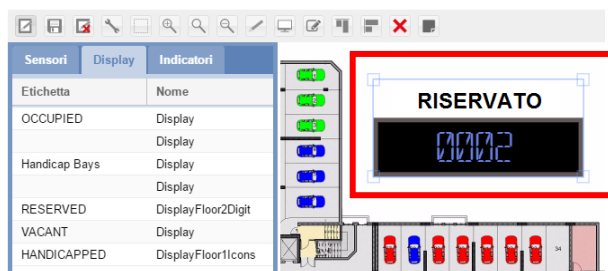 Sensori Display Indicatori
Etichetta Nome
OCCUPIED Display
Display
Handicap Bays Display
Display
RESERVED DisplayFloor2Digit
VACANT Display
HANDICAPPED DisplayFloor1Icons
RISERVATO
0002
34